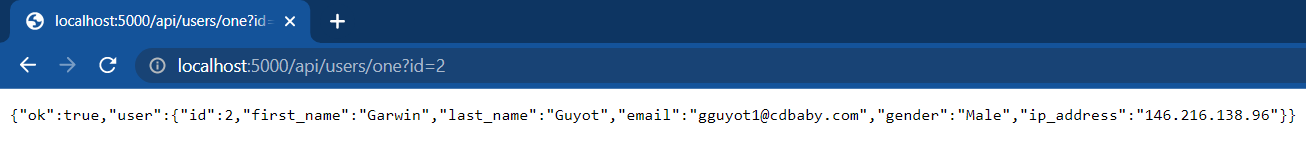 localhost:5000/api/users/one?id=
localhost:5000/api/users/one?id=2
{"ok":true,"user":{"id":2,"first_name":"Garwin","last_name":"Guyot","email":"gguyot1@cdbaby.com","gender":"Male","ip_address":"146.216.138.96"}}